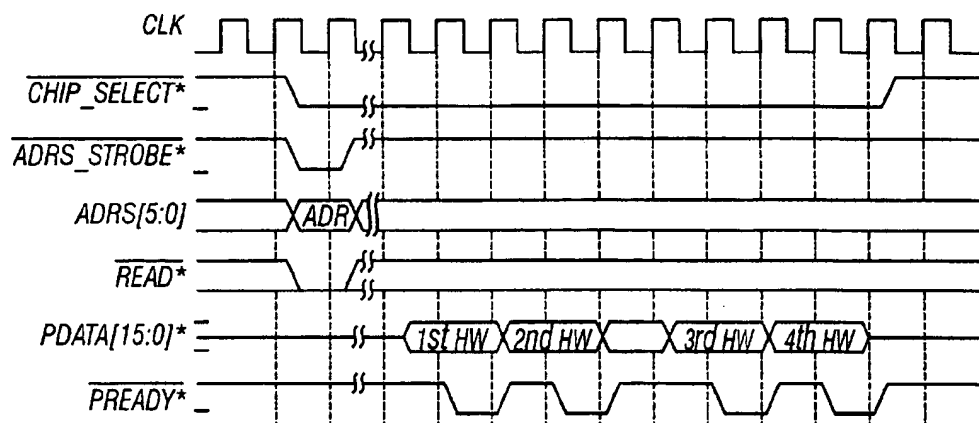 CLK
CHIP_SELECT*
ADRS_STROBE*
ADRS[5:0] ADR
READ*
PDATA[15:0]* 1st HW 2nd HW 3rd HW 4th HW
PREADY*